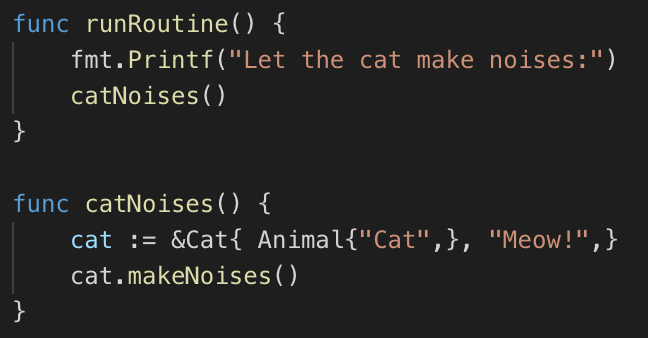 func runRoutine() {
    fmt.Printf("Let the cat make noises:")
    catNoises()
}

func catNoises() {
    cat := &Cat{ Animal{"Cat",}, "Meow!",}
    cat.makeNoises()
}